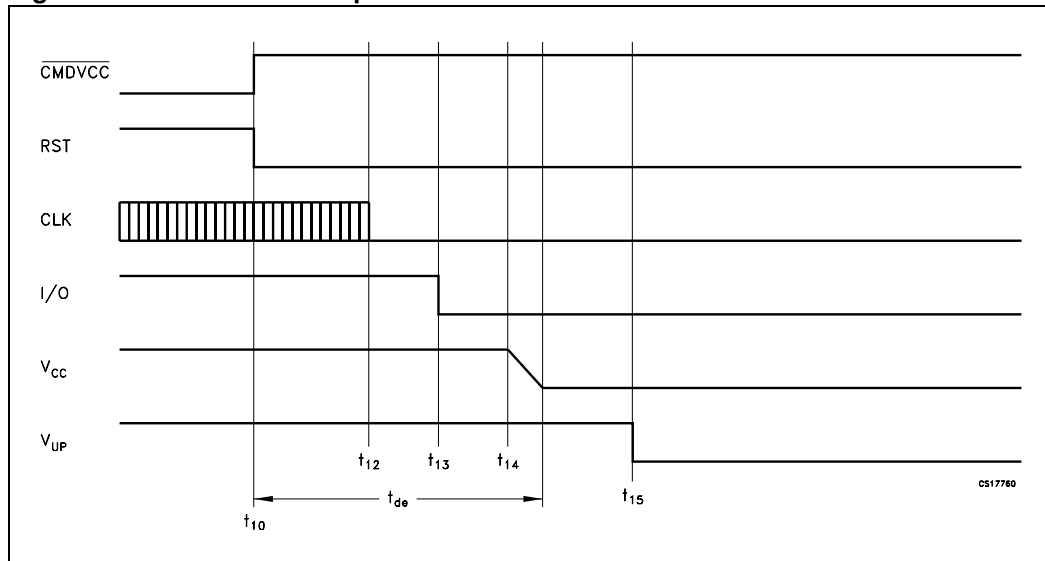 CMDVCC
RST
CLK
I/O
VCC
VUP
t12
t13
t14
tde
t15
t10
CS17760